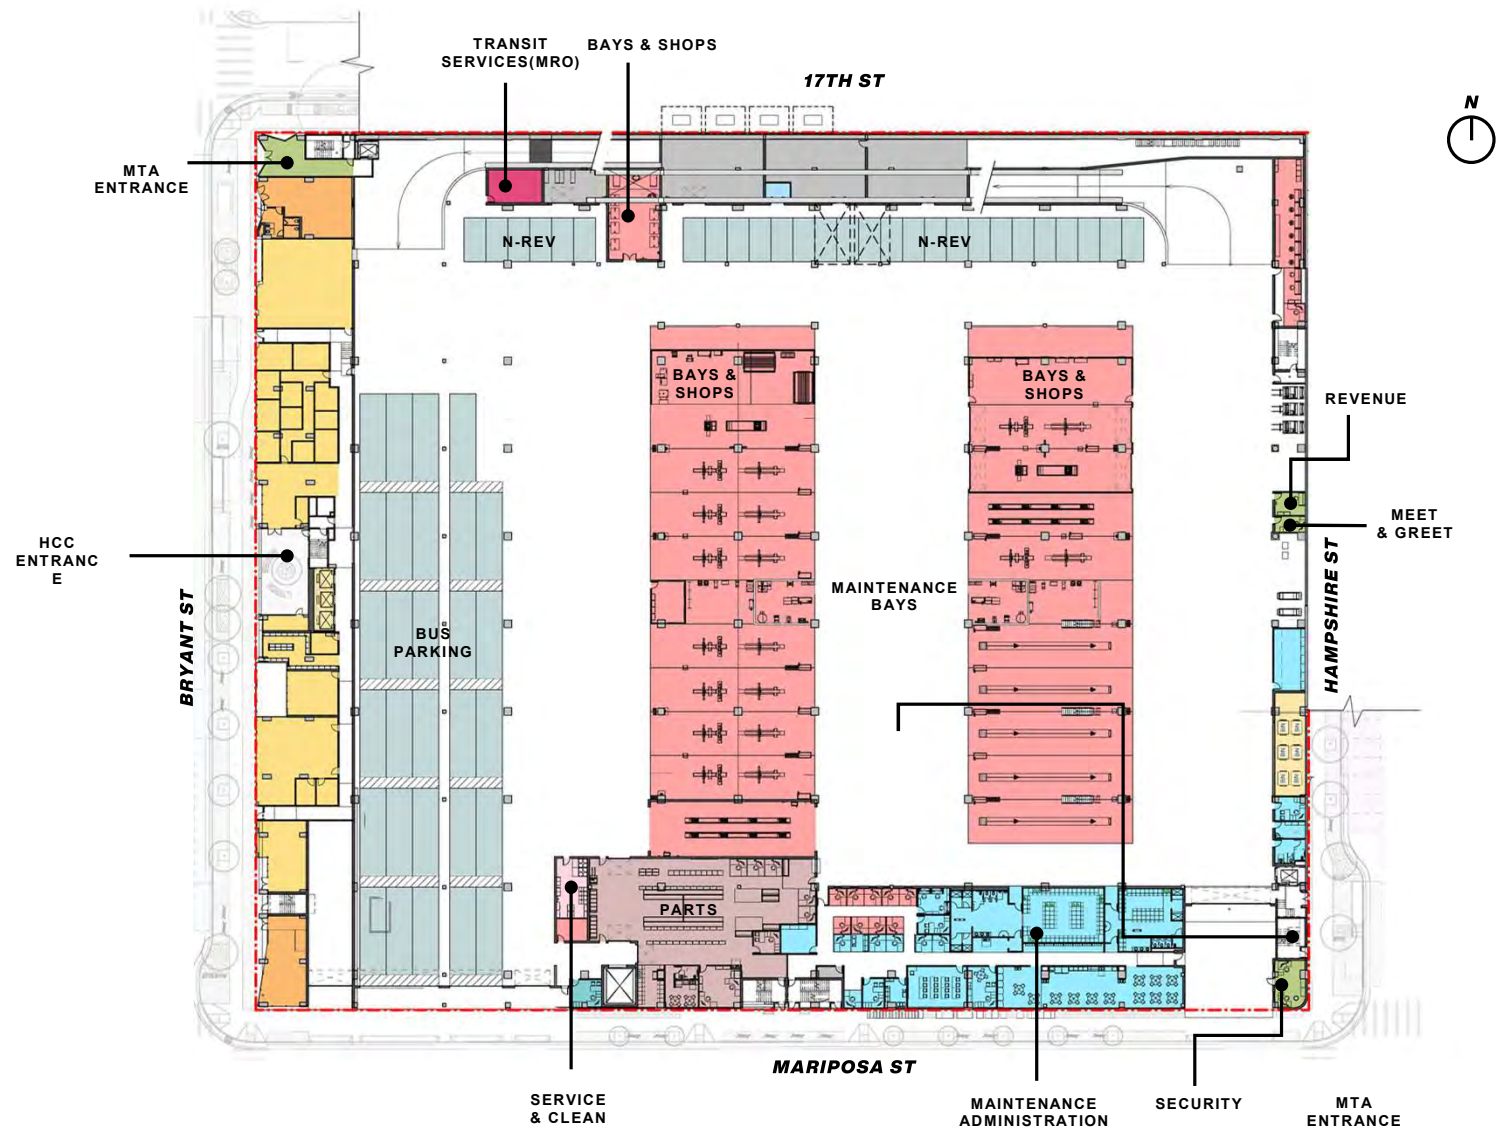 TRANSIT
SERVICES(MRO)
BAYS & SHOPS
17TH ST
N
MTA
ENTRANCE
N-REV
N-REV
BAYS &
SHOPS
BAYS &
SHOPS
REVENUE
MEET
& GREET
HCC
ENTRANC
E
MAINTENANCE
BAYS
BRYANT ST
BUS
PARKING
HAMPSHIRE ST
PARTS
MARIPOSA ST
SERVICE
& CLEAN
MAINTENANCE
ADMINISTRATION
SECURITY
MTA
ENTRANCE